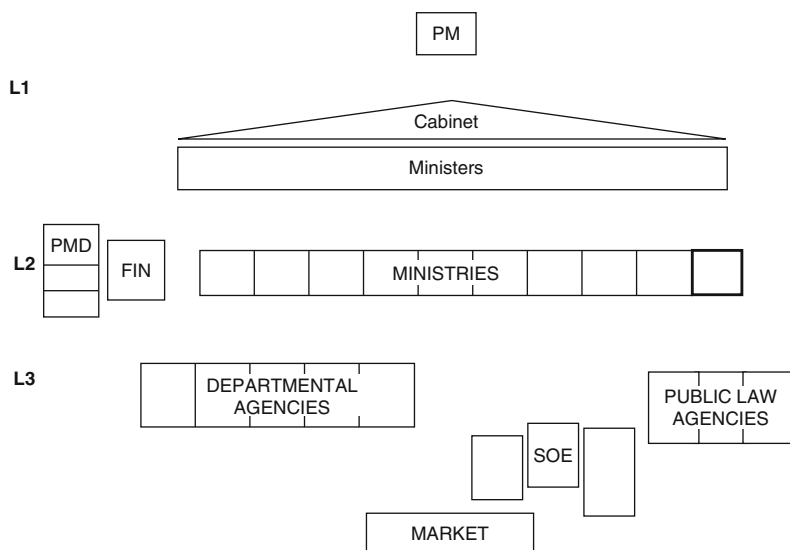 PM
L1
Cabinet
Ministers
PMD
L2
FIN
MINISTRIES
L3
DEPARTMENTAL
AGENCIES
PUBLIC LAW
AGENCIES
SOE
MARKET